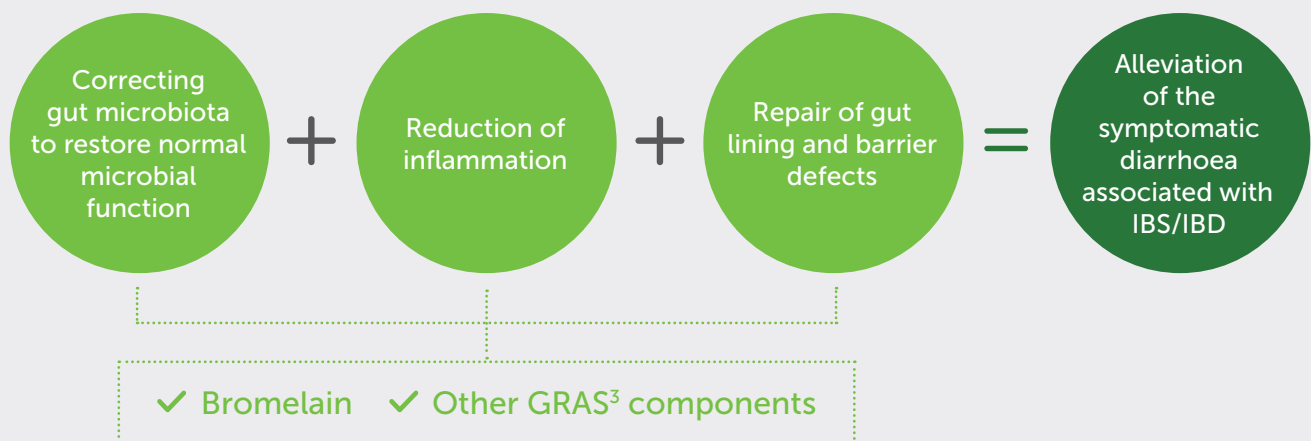 Correcting
gut microbiota
to restore normal
microbial
function
+
Reduction of
inflammation
+
Repair of gut
lining and barrier
defects
=
Alleviation
of the
symptomatic
diarrhoea
associated with
IBS/IBD
✓ Bromelain ✓ Other GRAS³ components